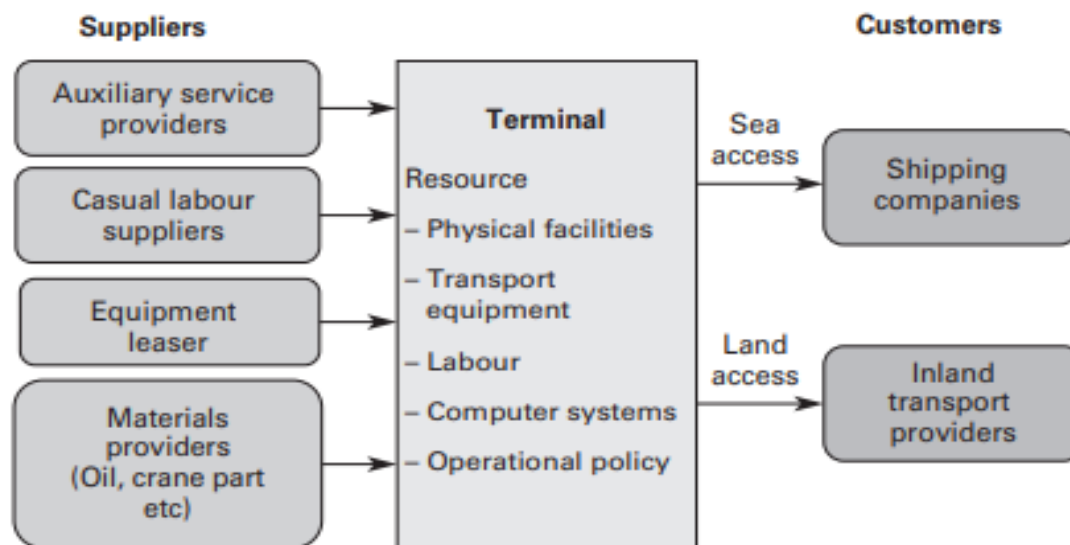 Suppliers
Auxiliary service
providers
Casual labour
suppliers
Equipment
leaser
Materials
providers
(Oil, crane part
etc)
Terminal
Resource
– Physical facilities
– Transport
equipment
– Labour
– Computer systems
– Operational policy
Sea
access
Land
access
Customers
Shipping
companies
Inland
transport
providers